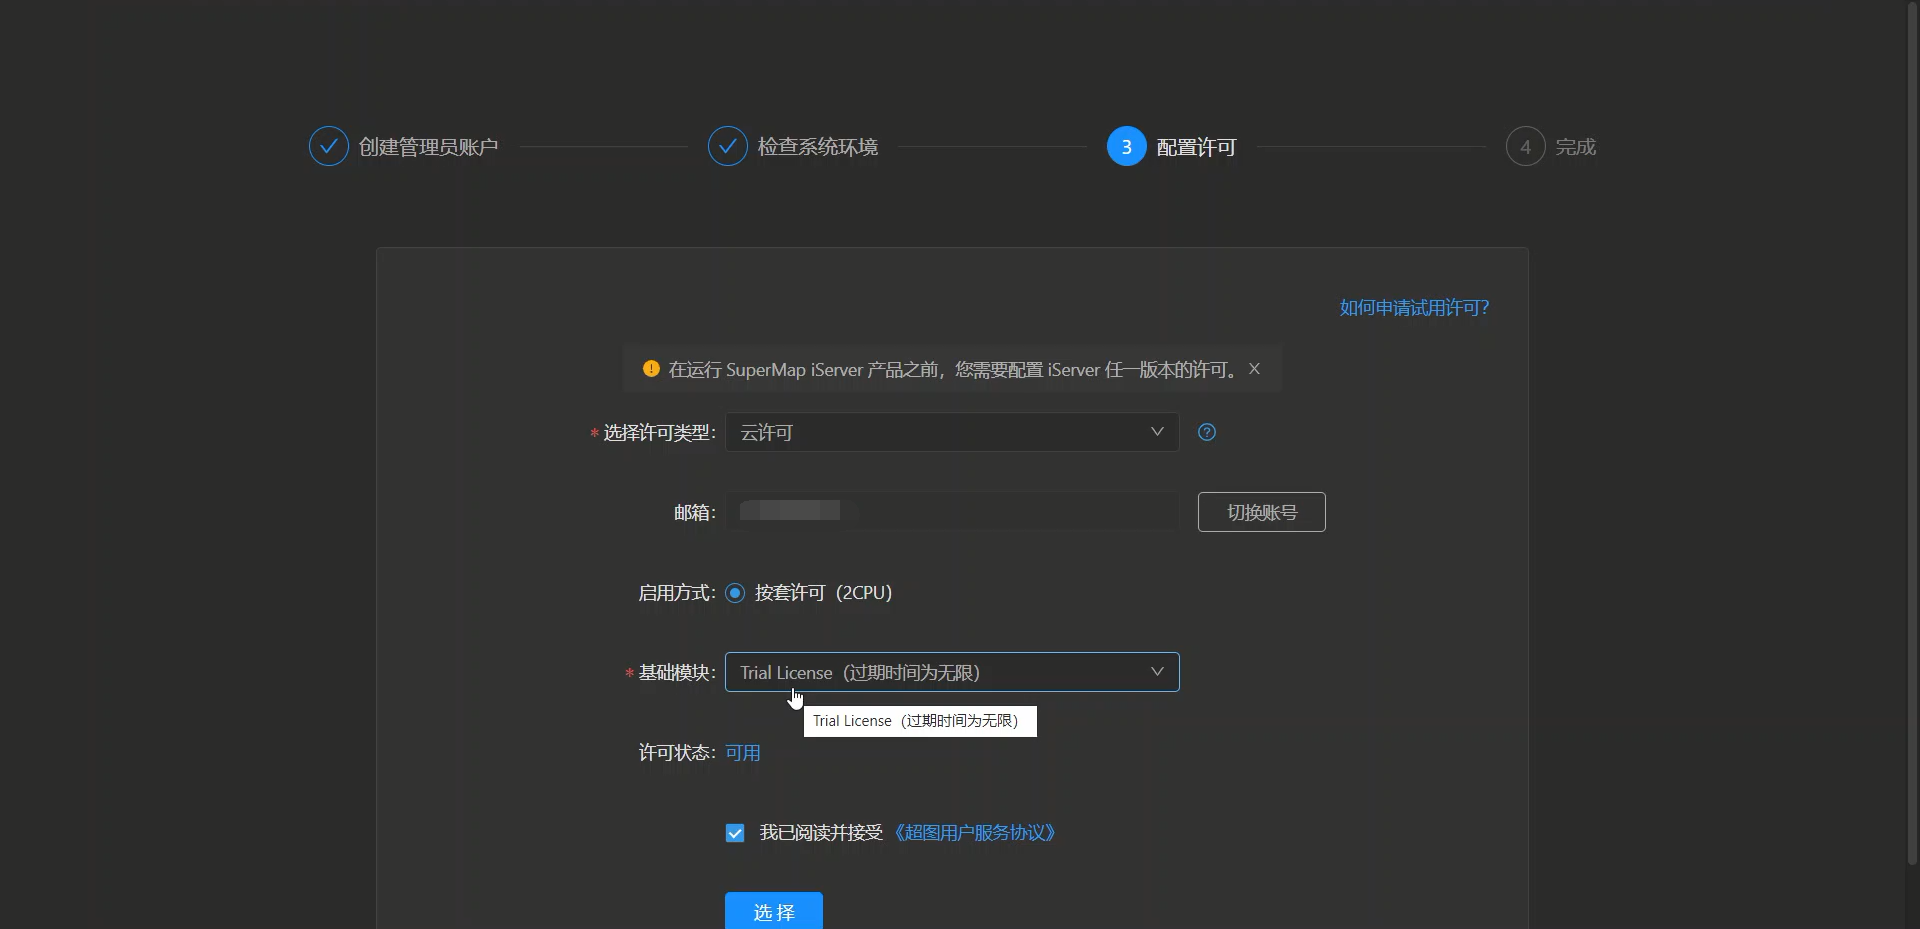 创建管理员账户
检查系统环境
3 配置许可
4 完成
如何申请试用许可?
在运行 SuperMap iServer 产品之前，您需要配置 iServer 任一版本的许可。
* 选择许可类型: 云许可
邮箱: 切换账号
启用方式: 按套许可（2CPU）
* 基础模块: Trial License（过期时间为无限）
Trial License（过期时间为无限）
许可状态: 可用
我已阅读并接受《超图用户服务协议》
选 择